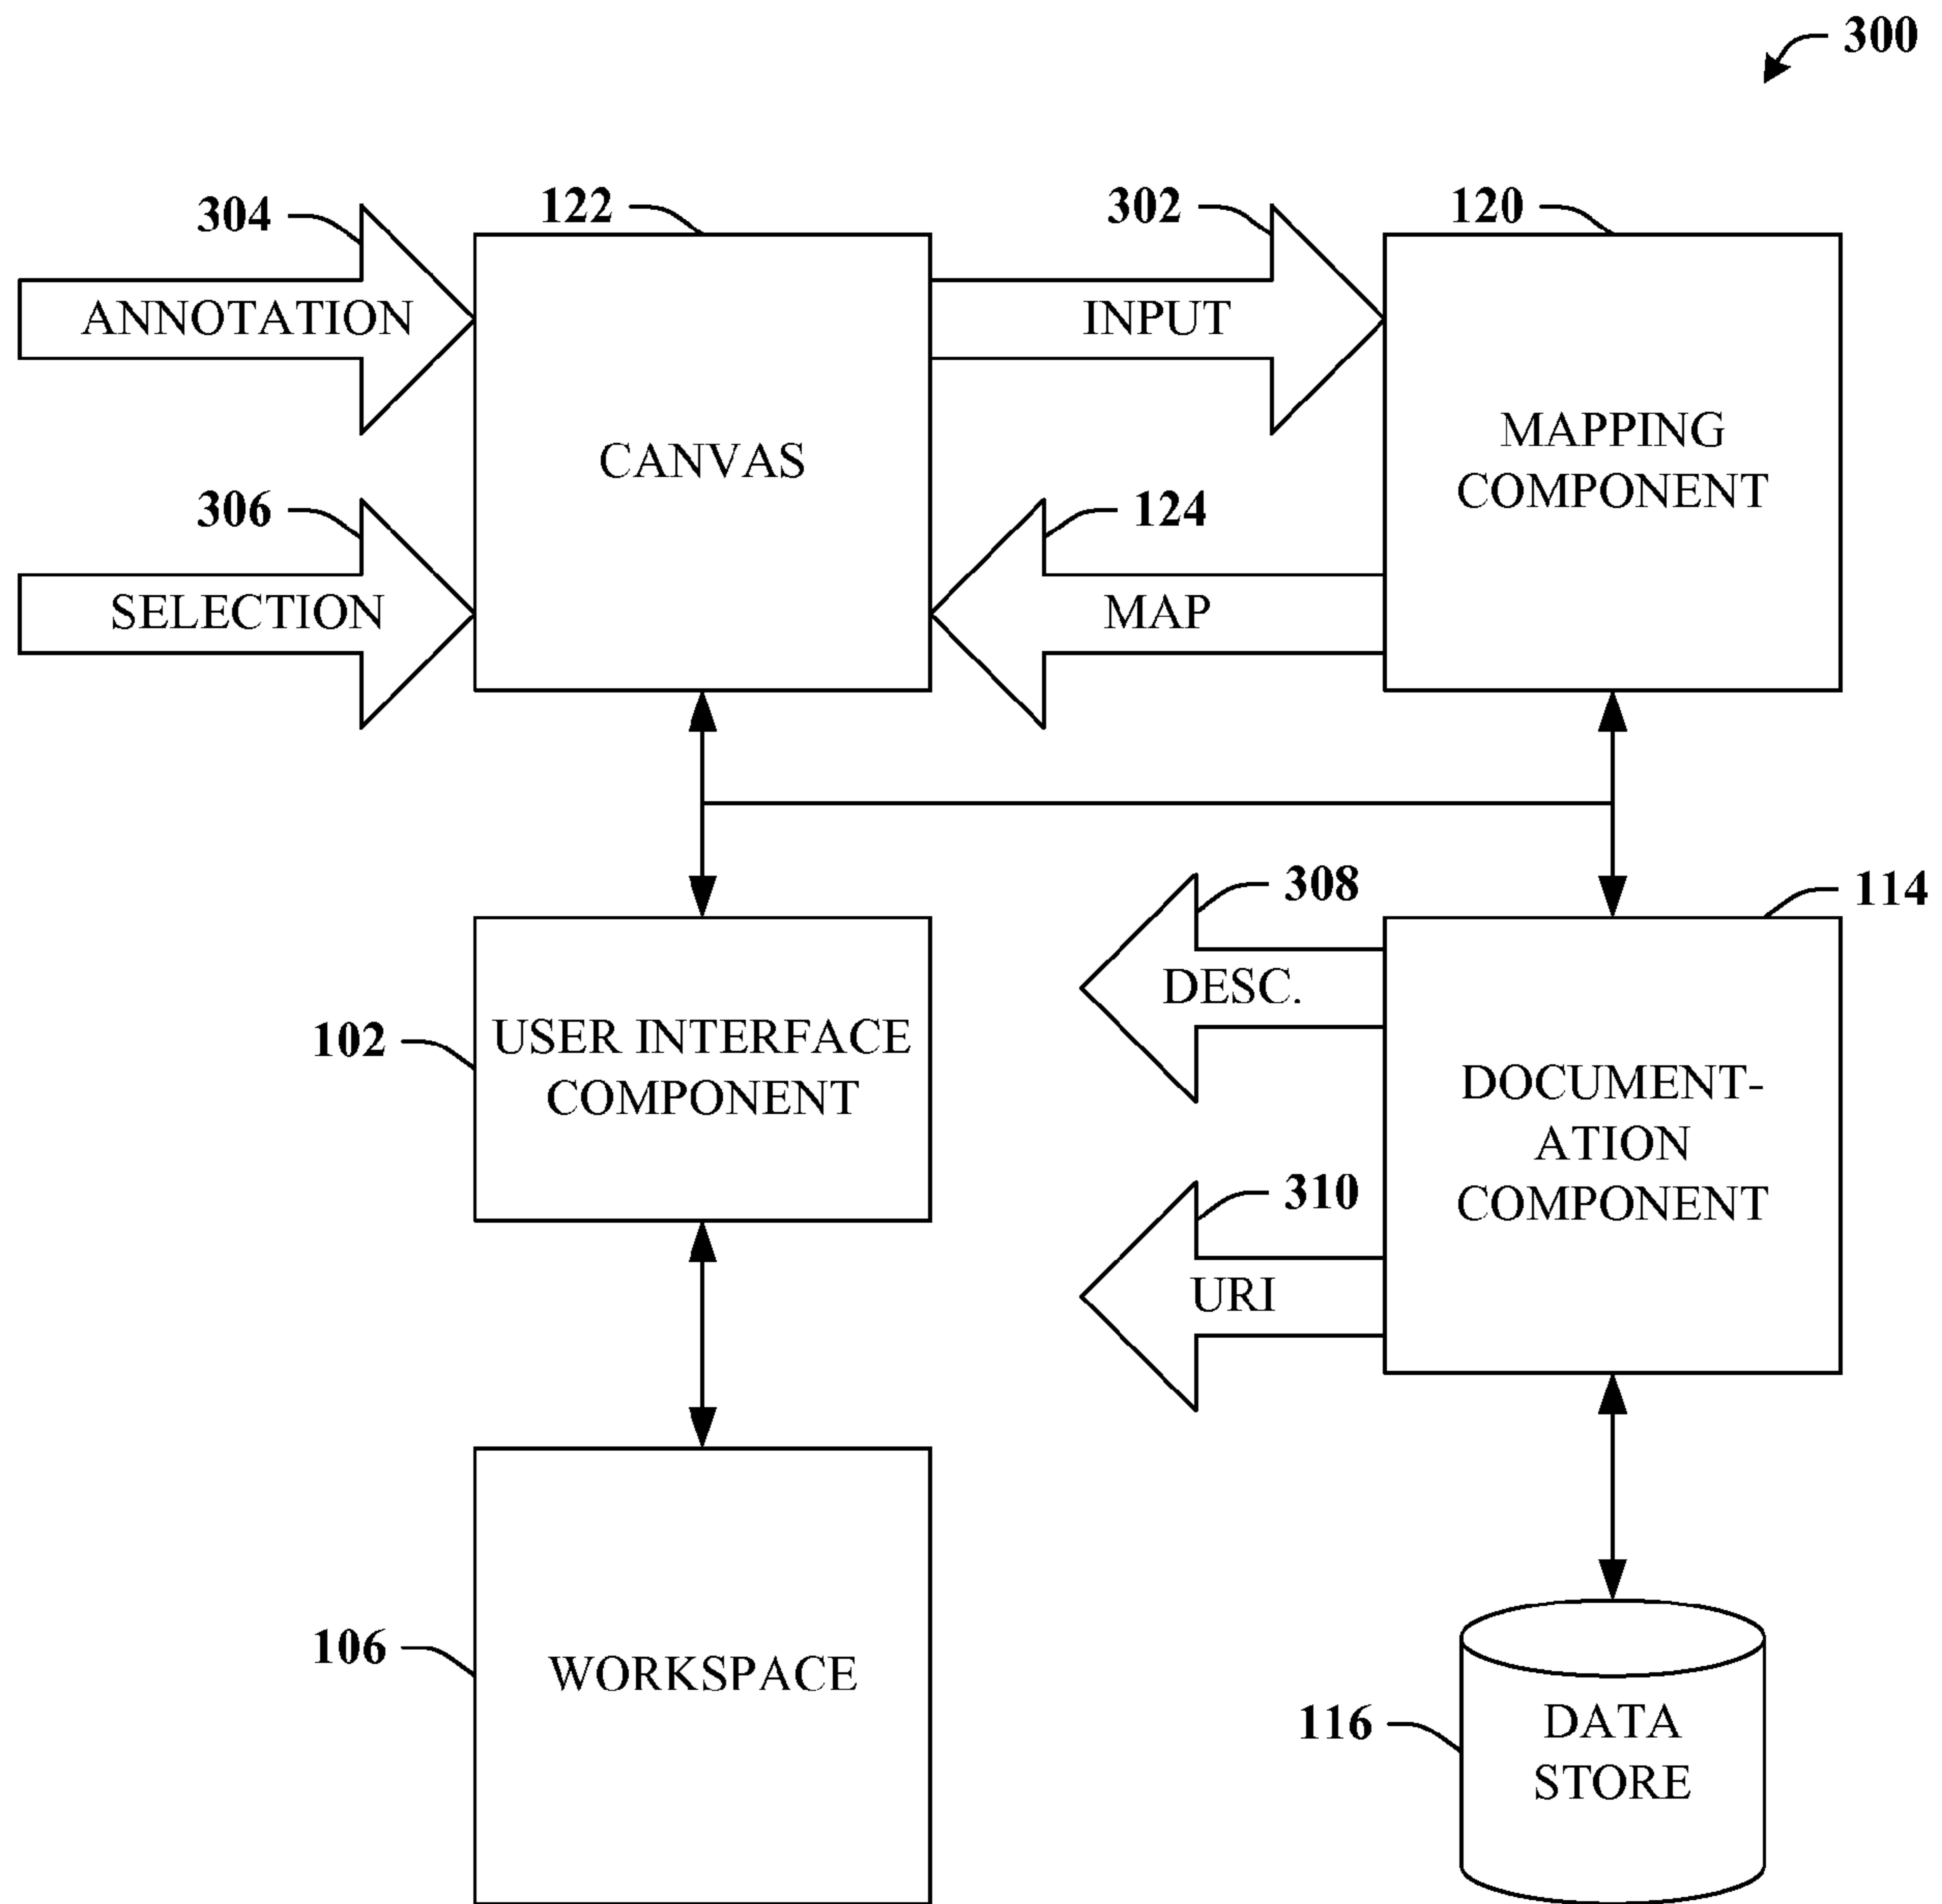 300
304
122
302
120
ANNOTATION
INPUT
CANVAS
MAPPING
COMPONENT
306
124
SELECTION
MAP
308
114
DESC.
102
USER INTERFACE
COMPONENT
DOCUMENT-
ATION
COMPONENT
310
URI
106
WORKSPACE
116
DATA
STORE